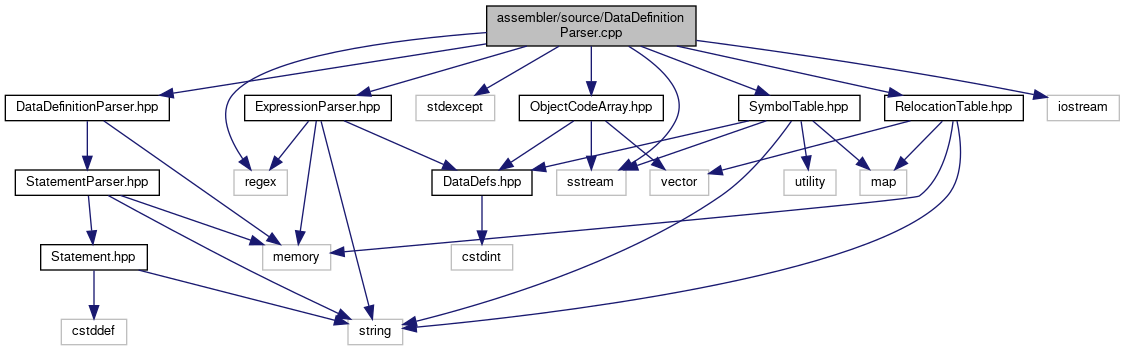 assembler/source/DataDefinition
Parser.cpp
DataDefinitionParser.hpp
ExpressionParser.hpp
stdexcept
ObjectCodeArray.hpp
SymbolTable.hpp
RelocationTable.hpp
iostream
StatementParser.hpp
regex
DataDefs.hpp
sstream
vector
utility
map
Statement.hpp
memory
cstdint
cstddef
string